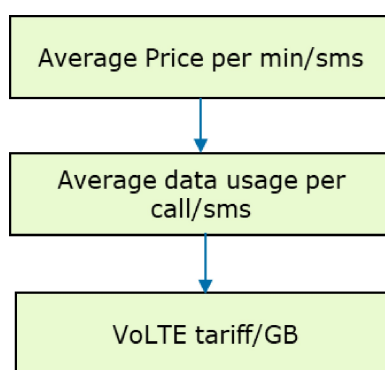 Average Price per min/sms
Average data usage per
call/sms
VoLTE tariff/GB